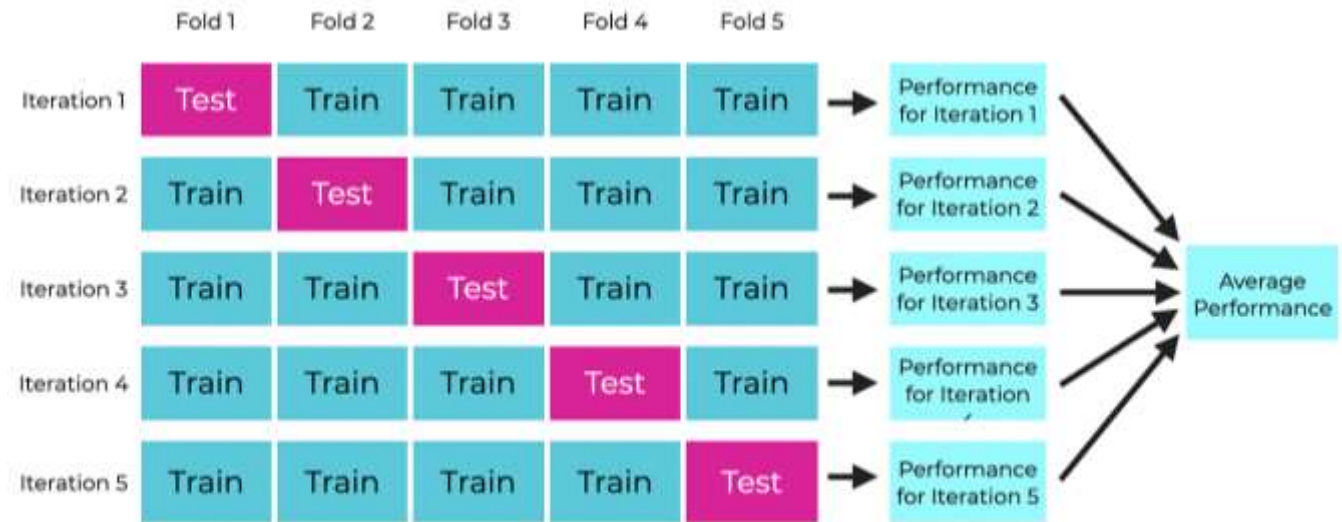 Fold 1 Fold 2 Fold 3 Fold 4 Fold 5
Iteration 1 Test Train Train Train Train Performance for Iteration 1
Iteration 2 Train Test Train Train Train Performance for Iteration 2
Iteration 3 Train Train Test Train Train Performance for Iteration 3
Average Performance
Iteration 4 Train Train Train Test Train Performance for Iteration
Iteration 5 Train Train Train Train Test Performance for Iteration 5